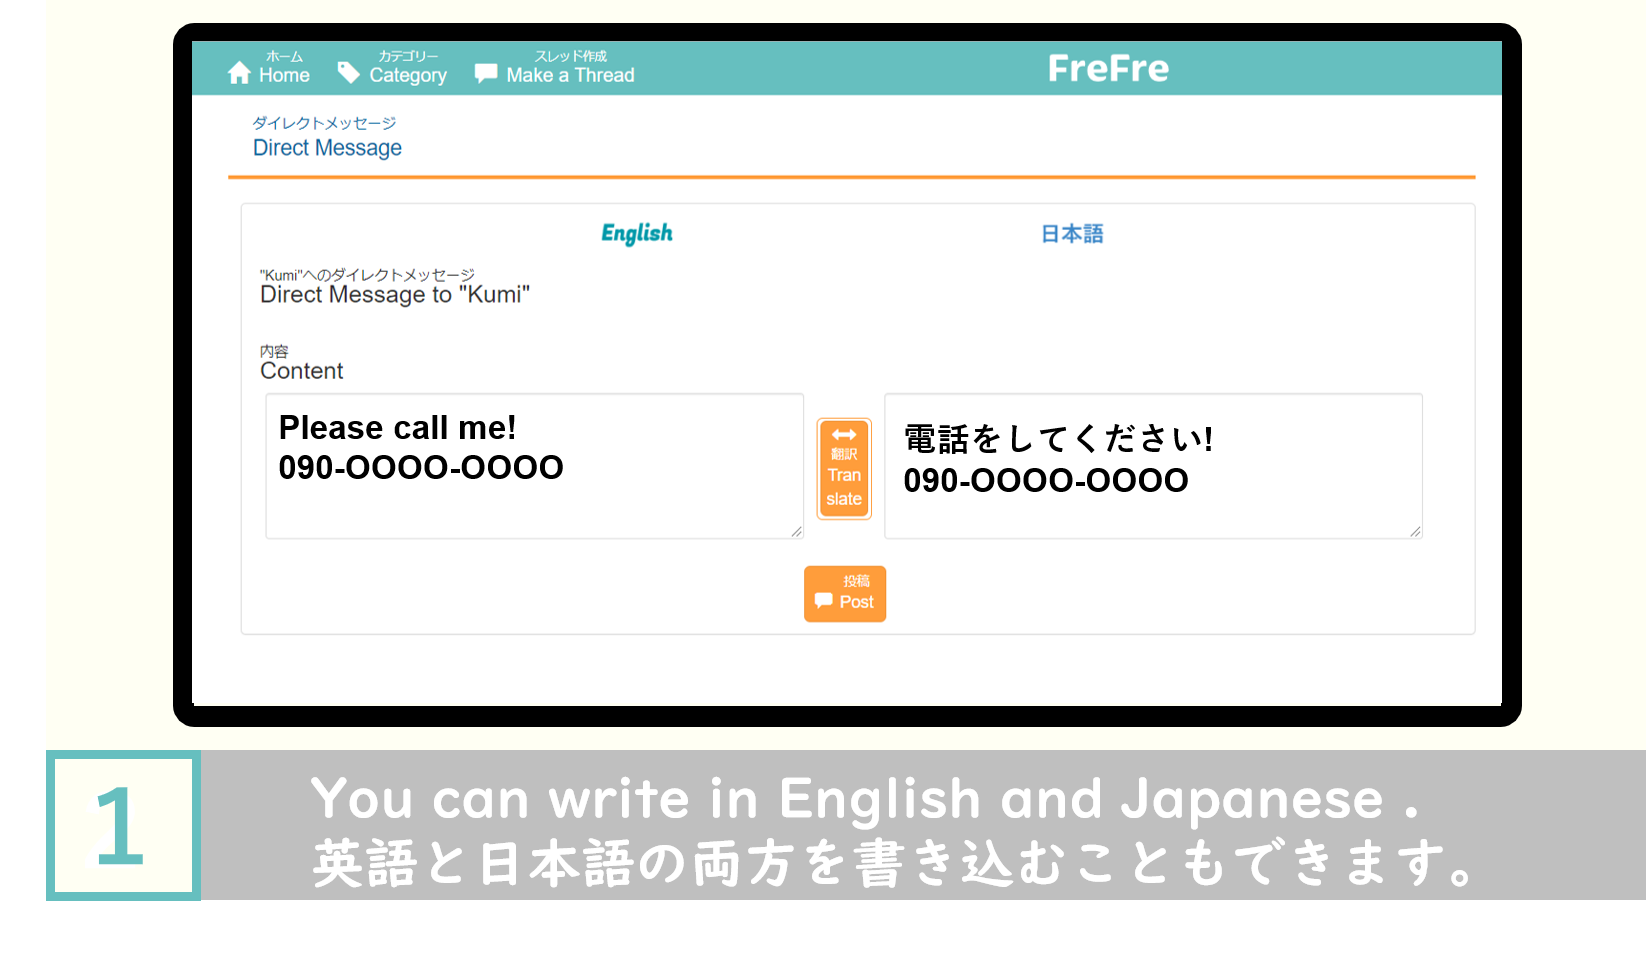 ホーム
Home
カテゴリー
Category
スレッド作成
Make a Thread
FreFre
ダイレクトメッセージ
Direct Message
English
日本語
"Kumi"へのダイレクトメッセージ
Direct Message to "Kumi"
内容
Content
Please call me!
090-OOOO-OOOO
翻訳
Tran
slate
電話をしてください!
090-OOOO-OOOO
投稿
Post
1
You can write in English and Japanese .
英語と日本語の両方を書き込むこともできます。